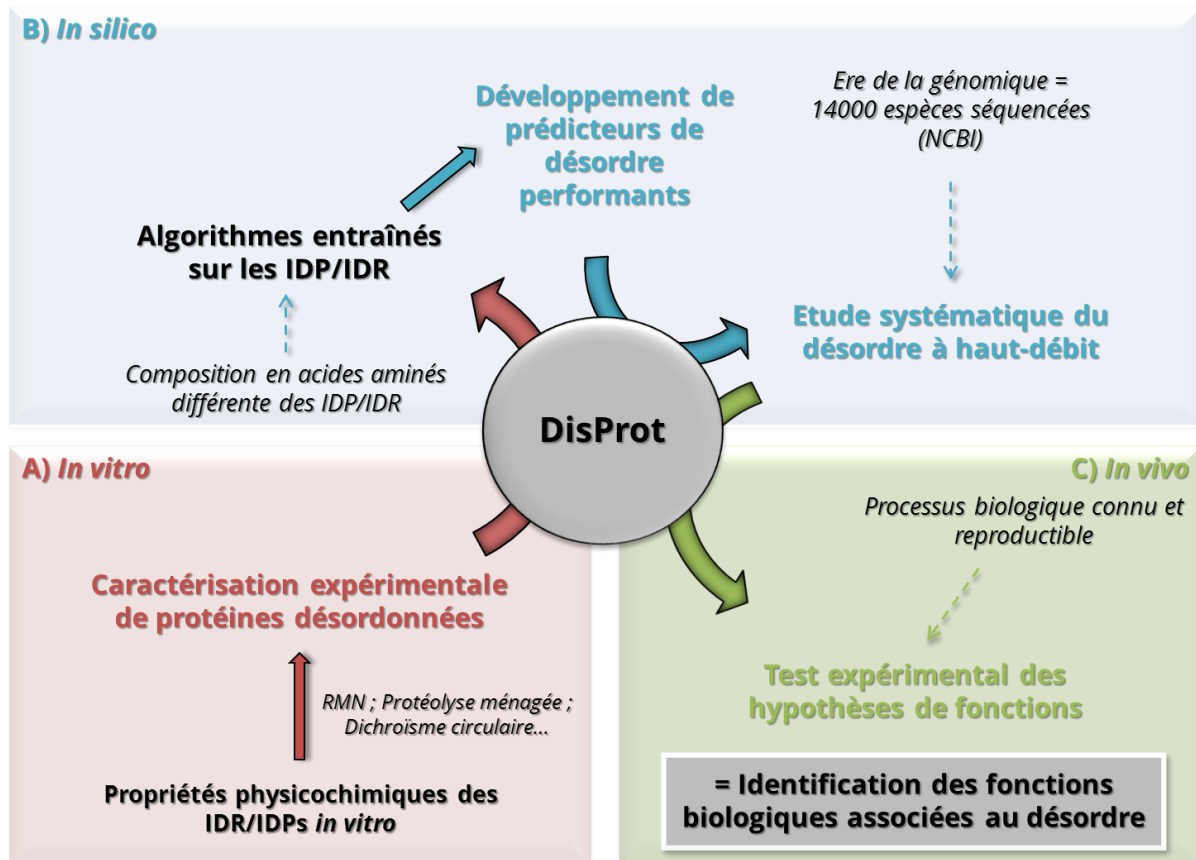 B) In silico
Développement de
prédicteurs de
désordre
performants
Ere de la génomique =
14000 espèces séquencées
(NCBI)
Algorithmes entraînés
sur les IDP/IDR
Composition en acides aminés
différente des IDP/IDR
Etude systématique du
désordre à haut-débit
DisProt
A) In vitro
Caractérisation expérimentale
de protéines désordonnées
RMN ; Protéolyse ménagée ;
Dichroïsme circulaire...
Propriétés physicochimiques des
IDR/IDPs in vitro
C) In vivo
Processus biologique connu et
reproductible
Test expérimental des
hypothèses de fonctions
= Identification des fonctions
biologiques associées au désordre